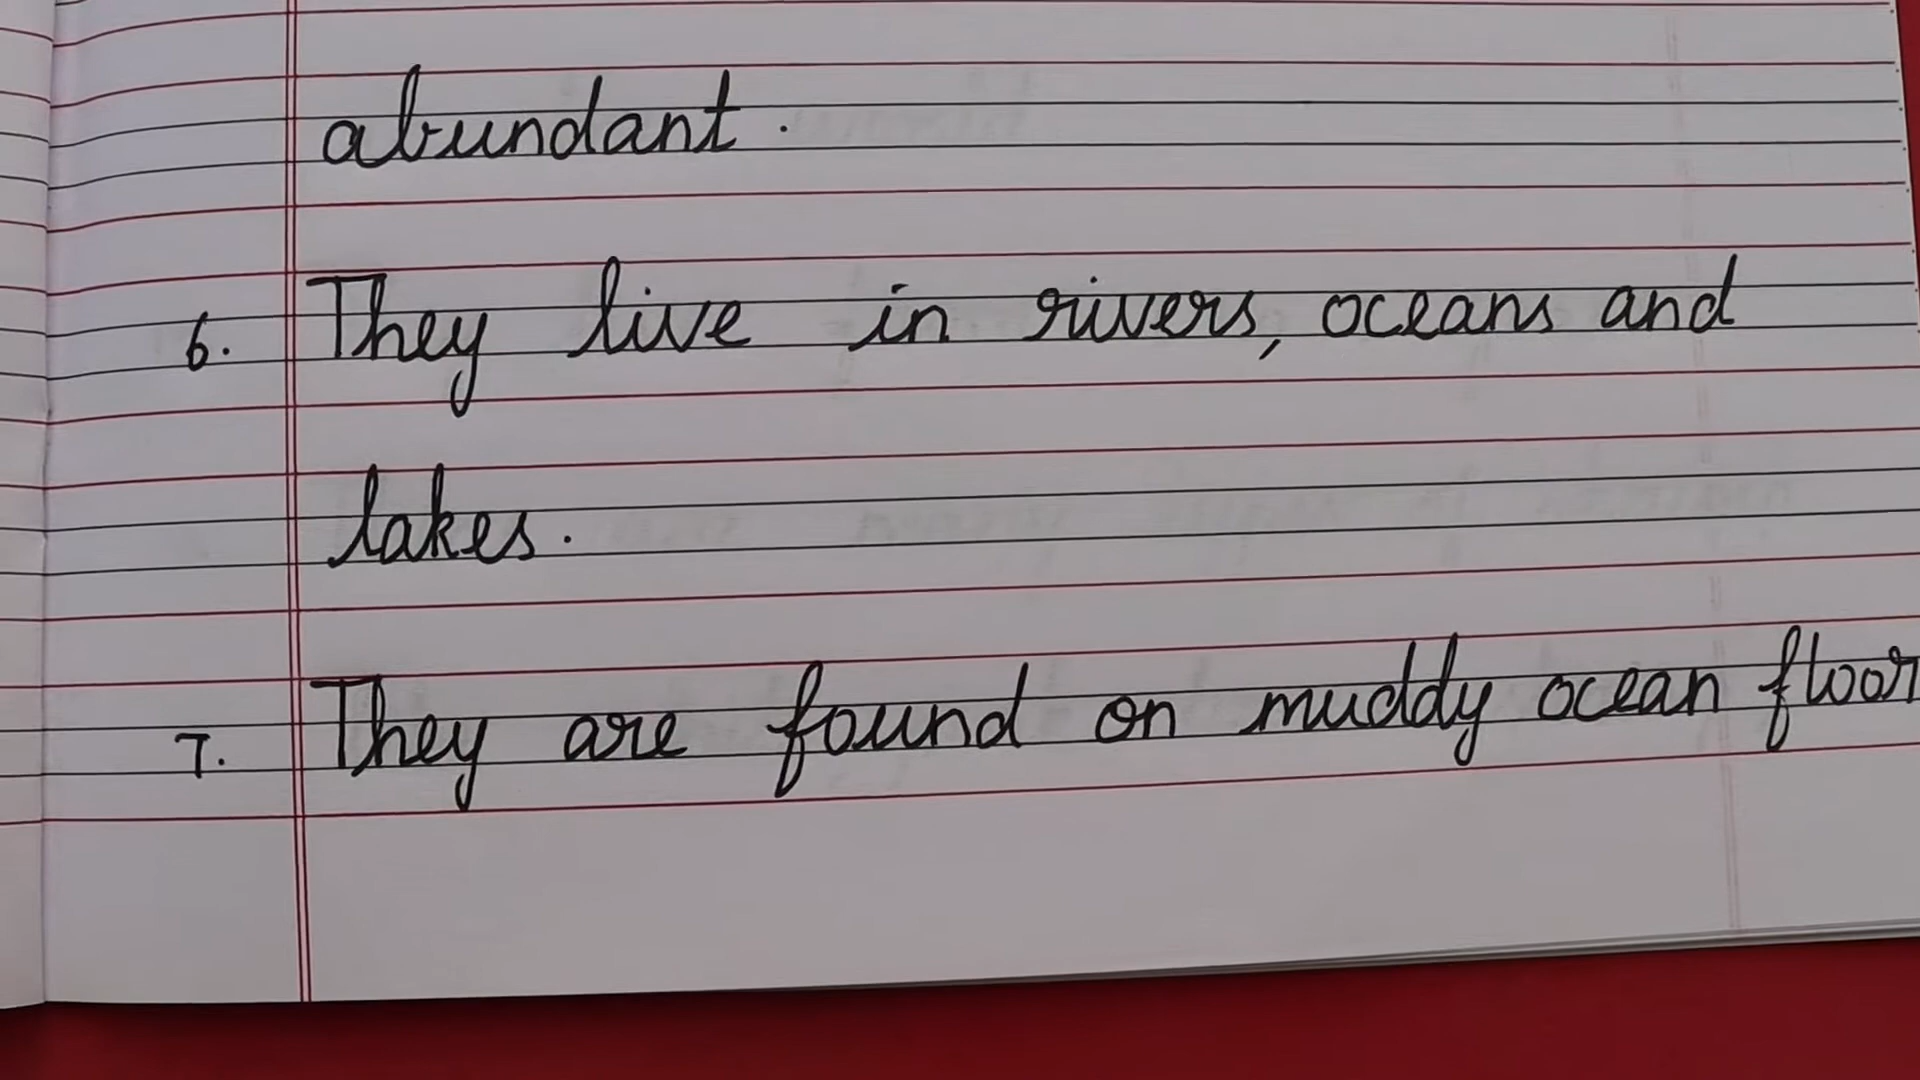 abundant.
6. They live in rivers, oceans and
lakes.
7. They are found on muddy ocean floor